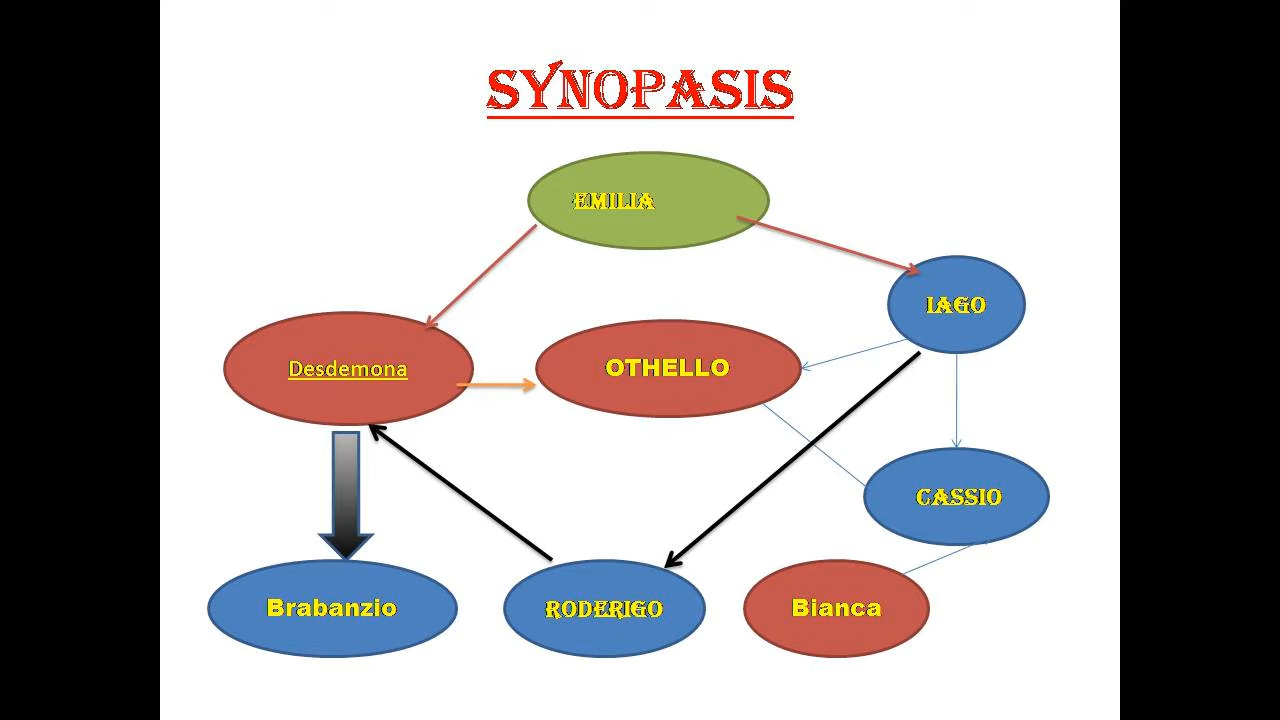 SYNOPASIS
EMILIA
IAGO
Desdemona
OTHELLO
CASSIO
Brabanzio
RODERIGO
Bianca